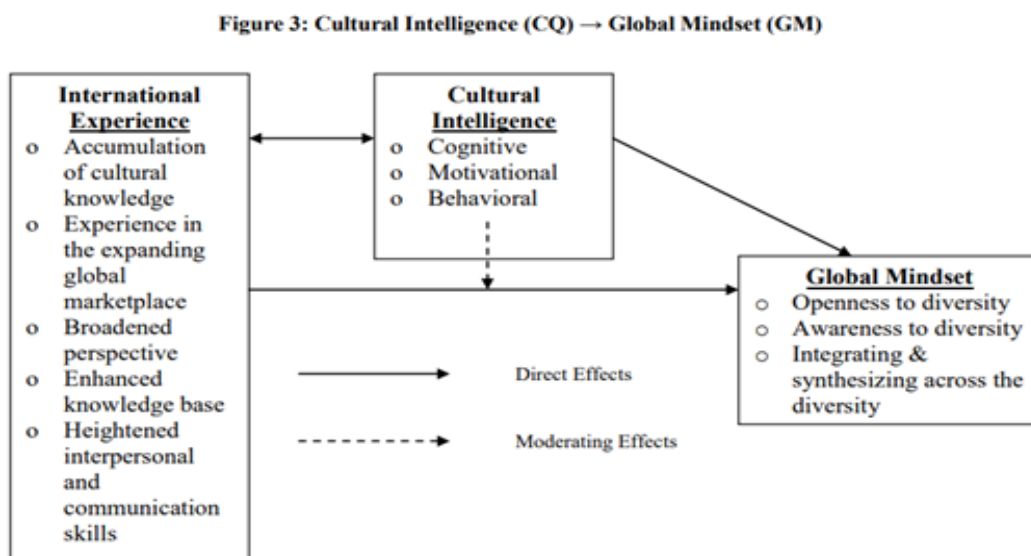 Figure 3: Cultural Intelligence (CQ) → Global Mindset (GM)
International
Experience
o Accumulation
of cultural
knowledge
o Experience in
the expanding
global
marketplace
o Broadened
perspective
o Enhanced
knowledge base
o Heightened
interpersonal
and
communication
skills
Cultural
Intelligence
o Cognitive
o Motivational
o Behavioral
Global Mindset
o Openness to diversity
o Awareness to diversity
o Integrating &
synthesizing across the
diversity
Direct Effects
Moderating Effects